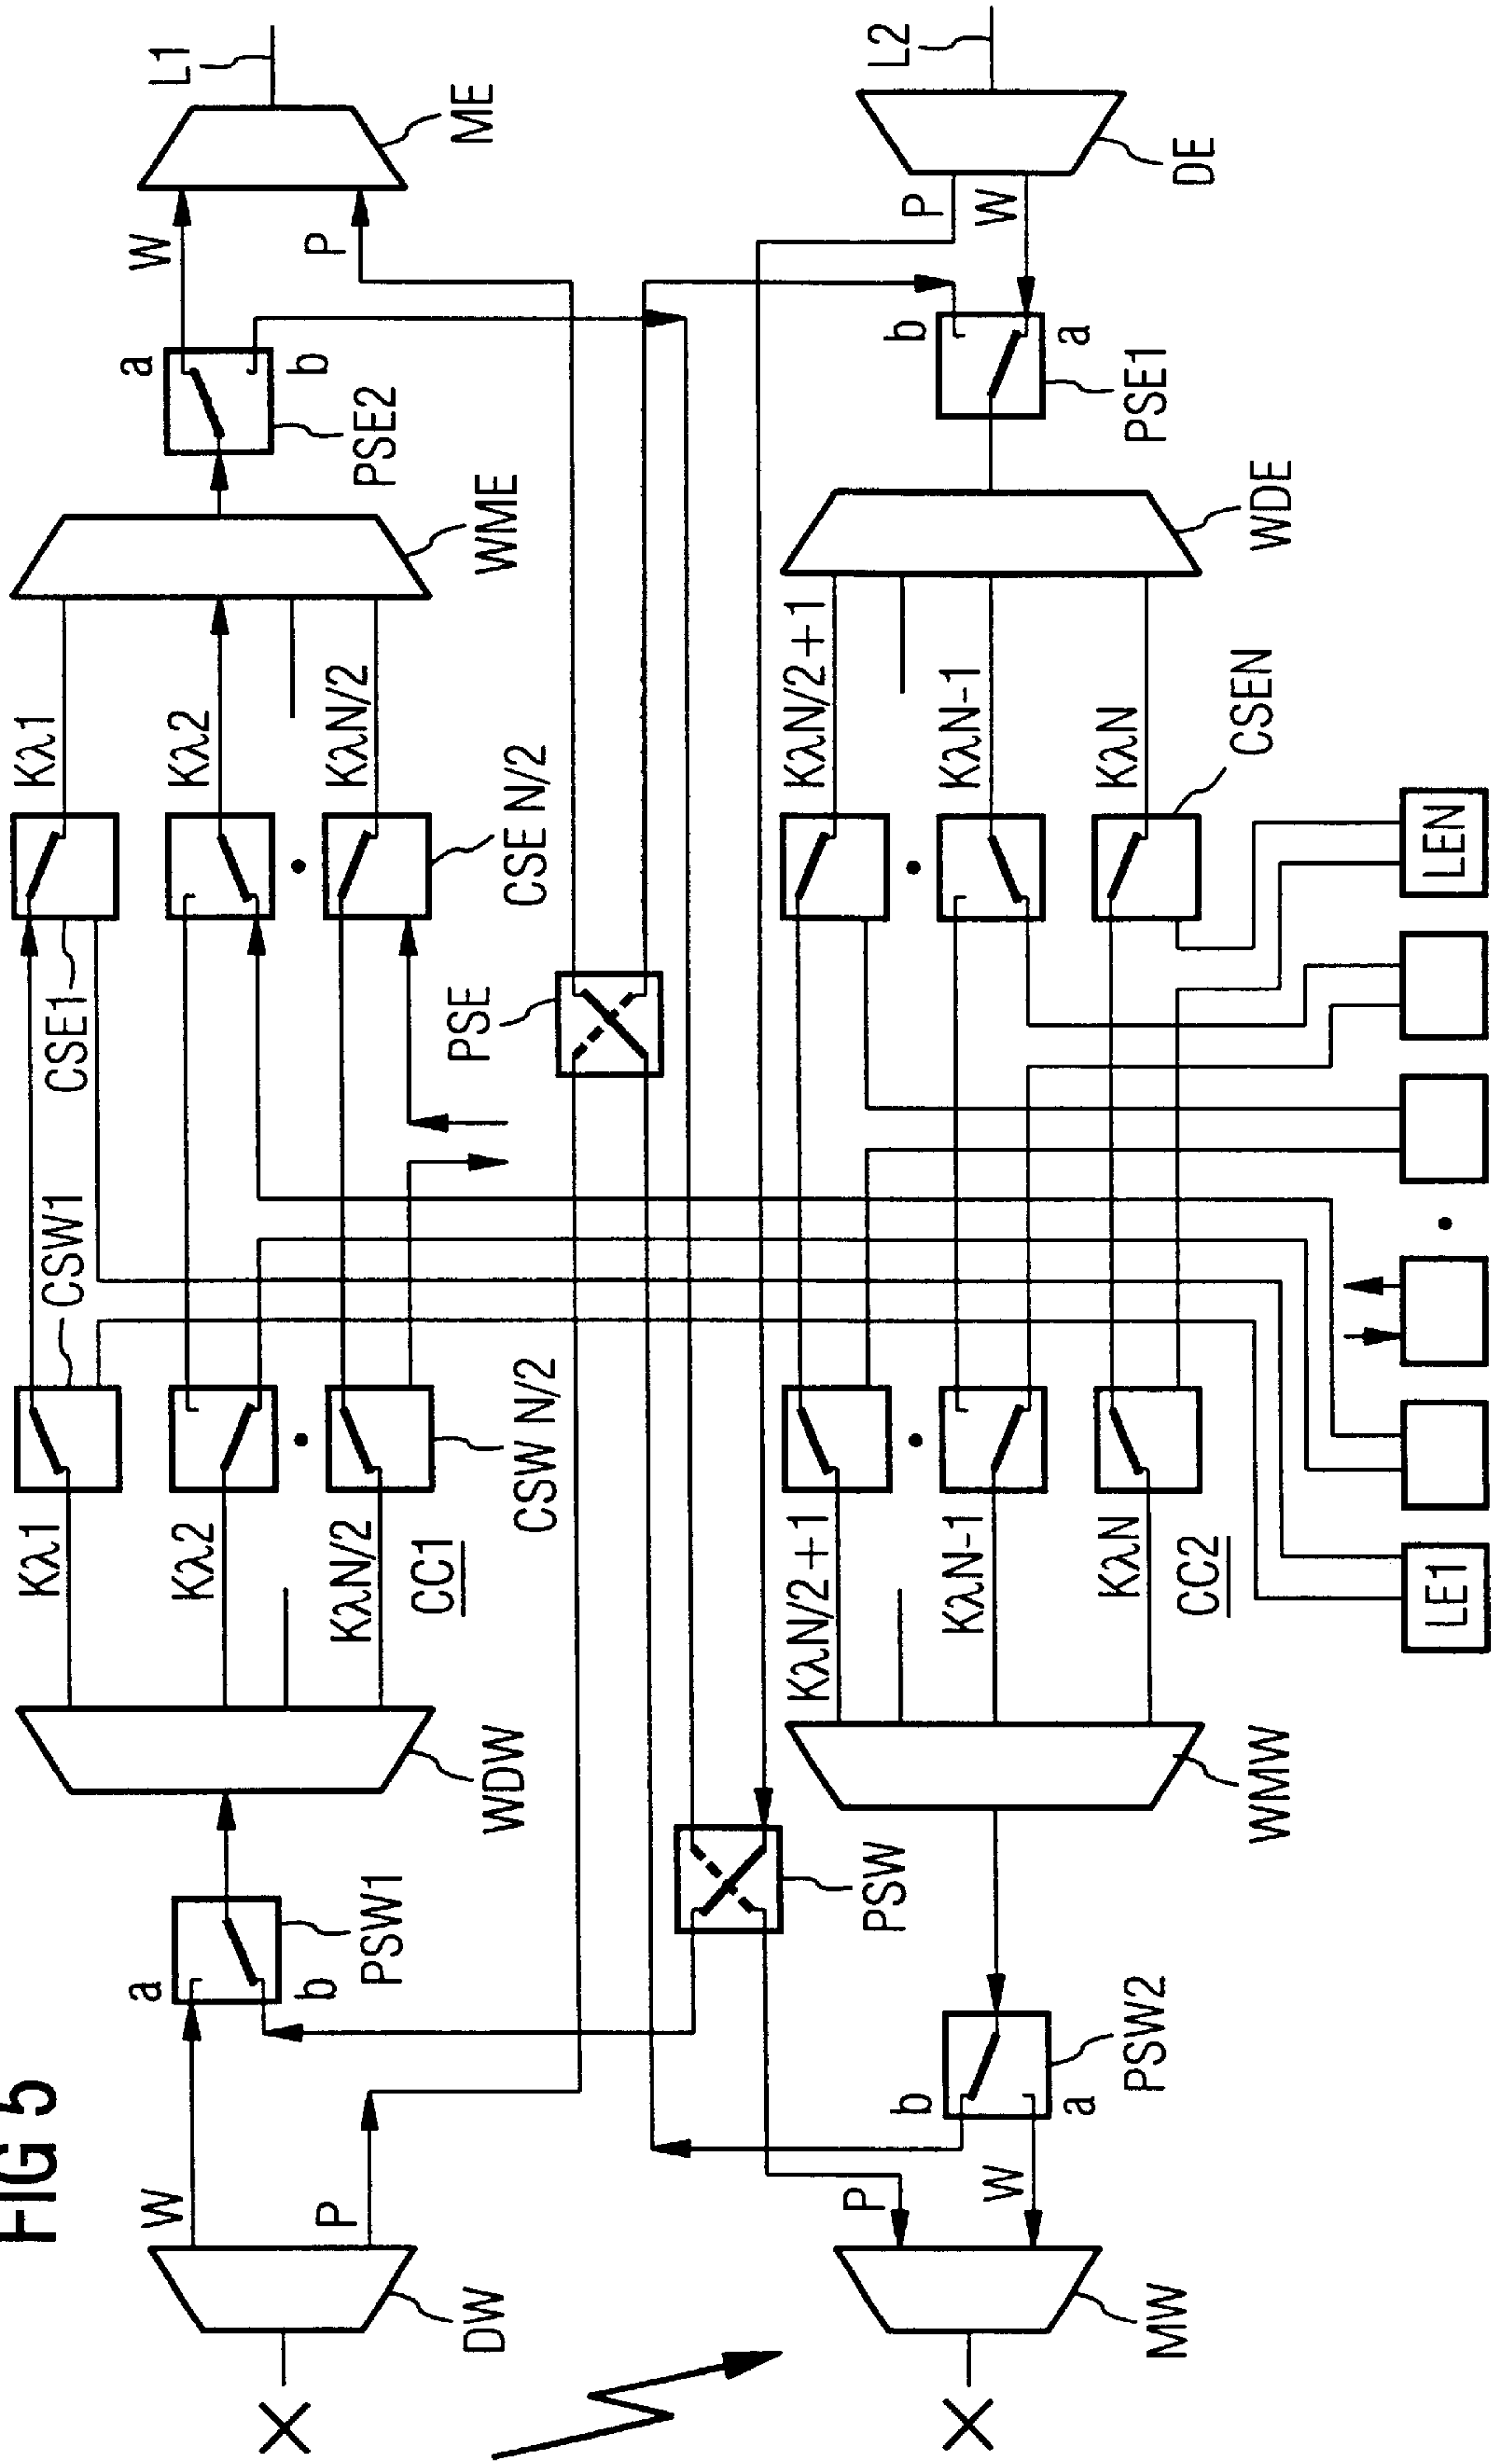 FIG 5
DW
W
P
a
b
PSW1
WDW
Kλ1
Kλ2
KλN/2
CC1
CSW1
CSW N/2
CSE1
CSE N/2
Kλ1
Kλ2
KλN/2
WME
PSE2
a
b
W
P
ME
L1
PSW
PSE
MW
P
W
b
a
PSW2
WMW
KλN/2+1
KλN-1
KλN
CC2
KλN/2+1
KλN-1
KλN
CSEN
WDE
PSE1
b
a
P
W
DE
L2
LE1
LEN